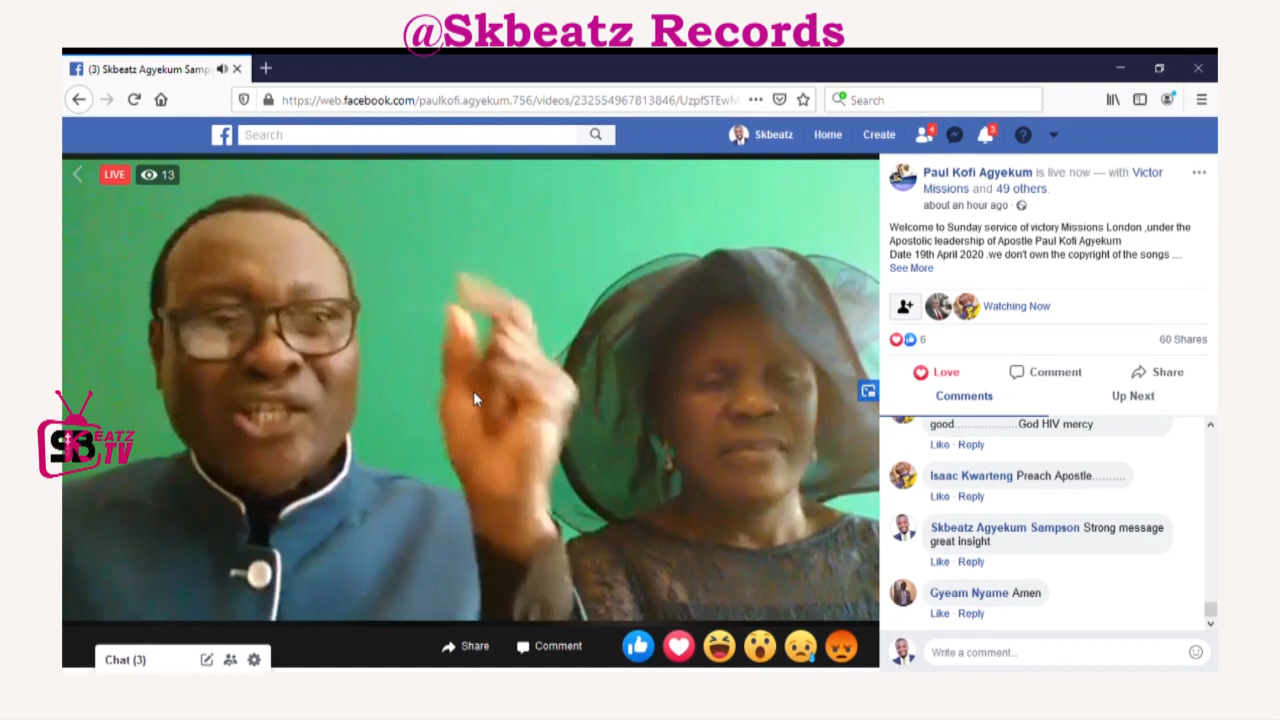 @Skbeatz Records
(3) Skbeatz Agyekum Samp
https://web.facebook.com/paulkofi.agyekum.756/videos/232554967813846/UzpfSTEwM
Search
Search
Skbeatz
Home
Create
4
3
LIVE
13
Paul Kofi Agyekum is live now — with Victor
Missions and 49 others.
about an hour ago ·
Welcome to Sunday service of victory Missions London ,under the
Apostolic leadership of Apostle Paul Kofi Agyekum
Date 19th April 2020 .we don't own the copyright of the songs ....
See More
Watching Now
6
60 Shares
Love
Comment
Share
Comments
Up Next
good....................God HIV mercy
Like · Reply
Isaac Kwarteng Preach Apostle..........
Like · Reply
Skbeatz Agyekum Sampson Strong message
great insight
Like · Reply
Gyeam Nyame Amen
Like · Reply
Write a comment...
SKBEATZ
TV
Share
Comment
Chat (3)